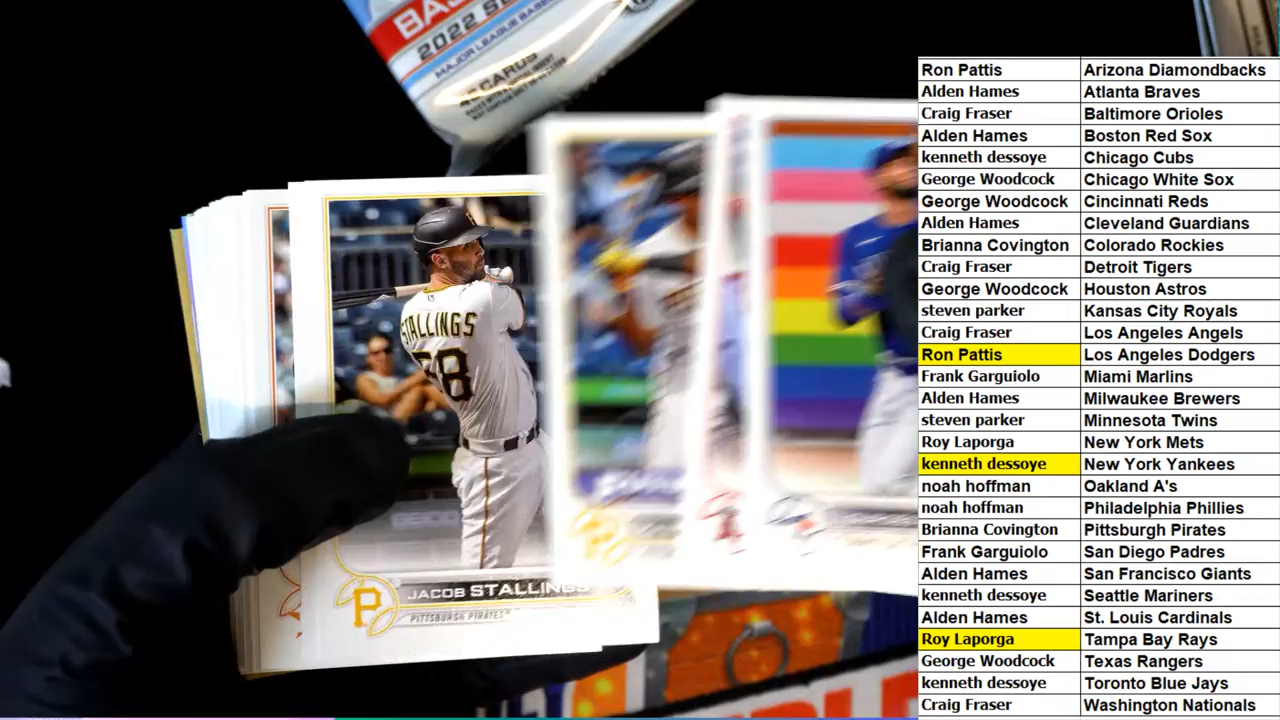 BAS
2022 SE
MAJOR LEAGUE BASEB
STALLINGS
58
JACOB STALLINGS
PITTSBURGH PIRATES
P
Ron Pattis Arizona Diamondbacks
Alden Hames Atlanta Braves
Craig Fraser Baltimore Orioles
Alden Hames Boston Red Sox
kenneth dessoye Chicago Cubs
George Woodcock Chicago White Sox
George Woodcock Cincinnati Reds
Alden Hames Cleveland Guardians
Brianna Covington Colorado Rockies
Craig Fraser Detroit Tigers
George Woodcock Houston Astros
steven parker Kansas City Royals
Craig Fraser Los Angeles Angels
Ron Pattis Los Angeles Dodgers
Frank Garguiolo Miami Marlins
Alden Hames Milwaukee Brewers
steven parker Minnesota Twins
Roy Laporga New York Mets
kenneth dessoye New York Yankees
noah hoffman Oakland A's
noah hoffman Philadelphia Phillies
Brianna Covington Pittsburgh Pirates
Frank Garguiolo San Diego Padres
Alden Hames San Francisco Giants
kenneth dessoye Seattle Mariners
Alden Hames St. Louis Cardinals
Roy Laporga Tampa Bay Rays
George Woodcock Texas Rangers
kenneth dessoye Toronto Blue Jays
Craig Fraser Washington Nationals